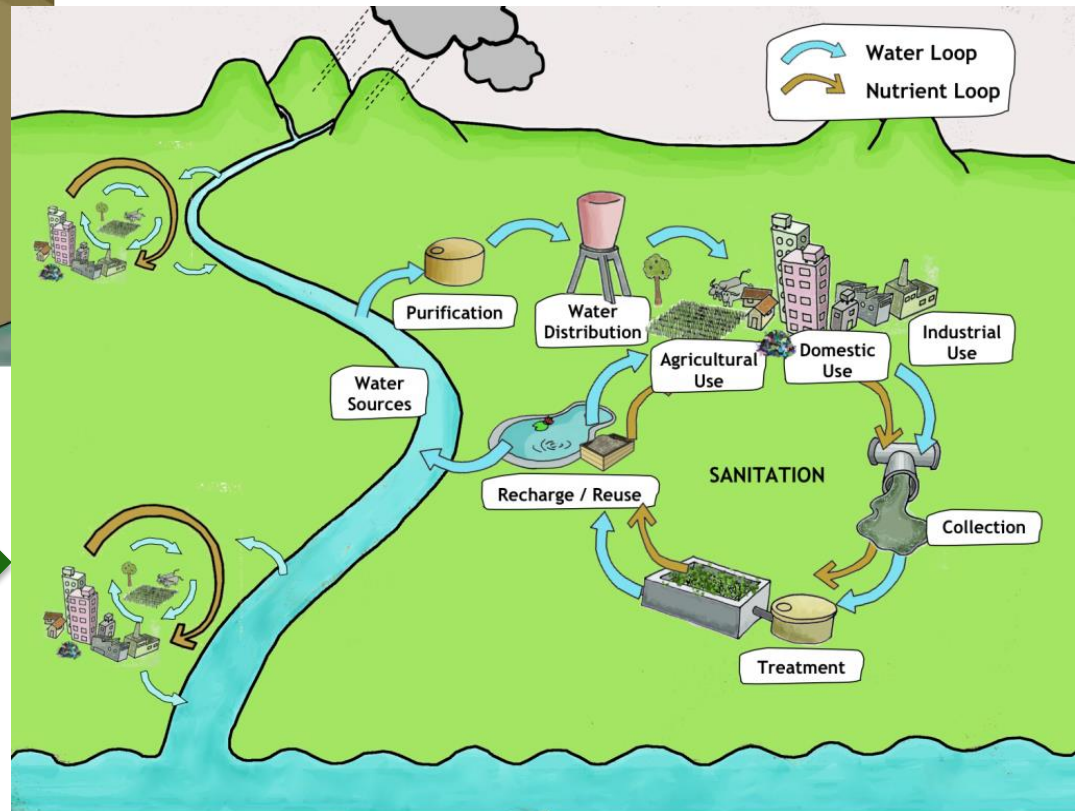 Water Loop
Nutrient Loop
Purification
Water
Distribution
Agricultural
Use
Domestic
Use
Industrial
Use
Water
Sources
Recharge / Reuse
SANITATION
Collection
Treatment